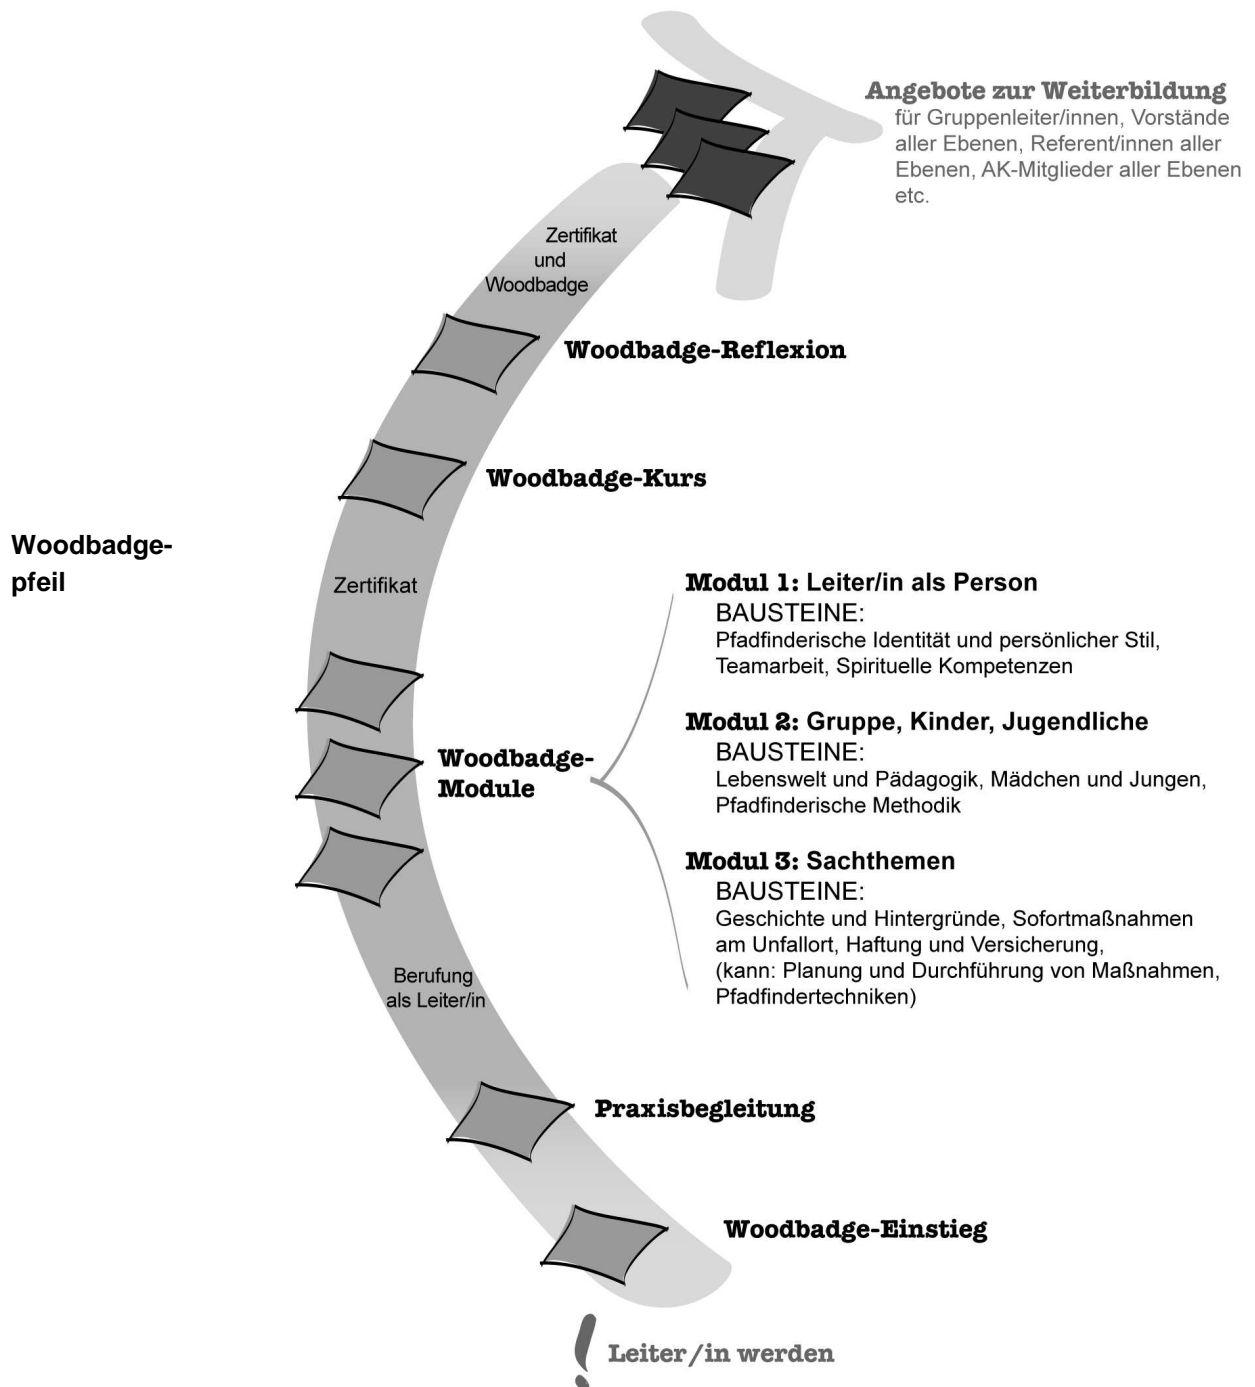 Angebote zur Weiterbildung
für Gruppenleiter/innen, Vorstände
aller Ebenen, Referent/innen aller
Ebenen, AK-Mitglieder aller Ebenen
etc.
Zertifikat
und
Woodbadge
Woodbadge-Reflexion
Woodbadge-Kurs
Woodbadge-
pfeil
Zertifikat
Modul 1: Leiter/in als Person
BAUSTEINE:
Pfadfinderische Identität und persönlicher Stil,
Teamarbeit, Spirituelle Kompetenzen
Woodbadge-
Module
Modul 2: Gruppe, Kinder, Jugendliche
BAUSTEINE:
Lebenswelt und Pädagogik, Mädchen und Jungen,
Pfadfinderische Methodik
Modul 3: Sachthemen
BAUSTEINE:
Geschichte und Hintergründe, Sofortmaßnahmen
am Unfallort, Haftung und Versicherung,
(kann: Planung und Durchführung von Maßnahmen,
Pfadfindertechniken)
Berufung
als Leiter/in
Praxisbegleitung
Woodbadge-Einstieg
! Leiter/in werden